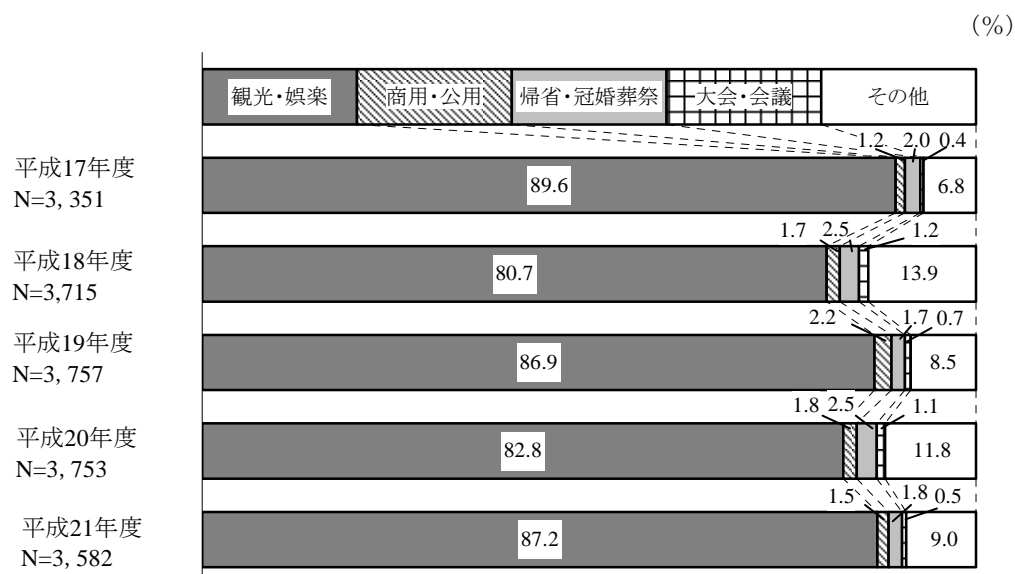 (%)
観光・娯楽 商用・公用 帰省・冠婚葬祭 大会・会議 その他
1.2 2.0 0.4
平成17年度
N=3, 351
89.6 6.8
1.7 2.5 1.2
平成18年度
N=3,715
80.7 13.9
2.2 1.7 0.7
平成19年度
N=3, 757
86.9 8.5
1.8 2.5 1.1
平成20年度
N=3, 753
82.8 11.8
1.5 1.8 0.5
平成21年度
N=3, 582
87.2 9.0